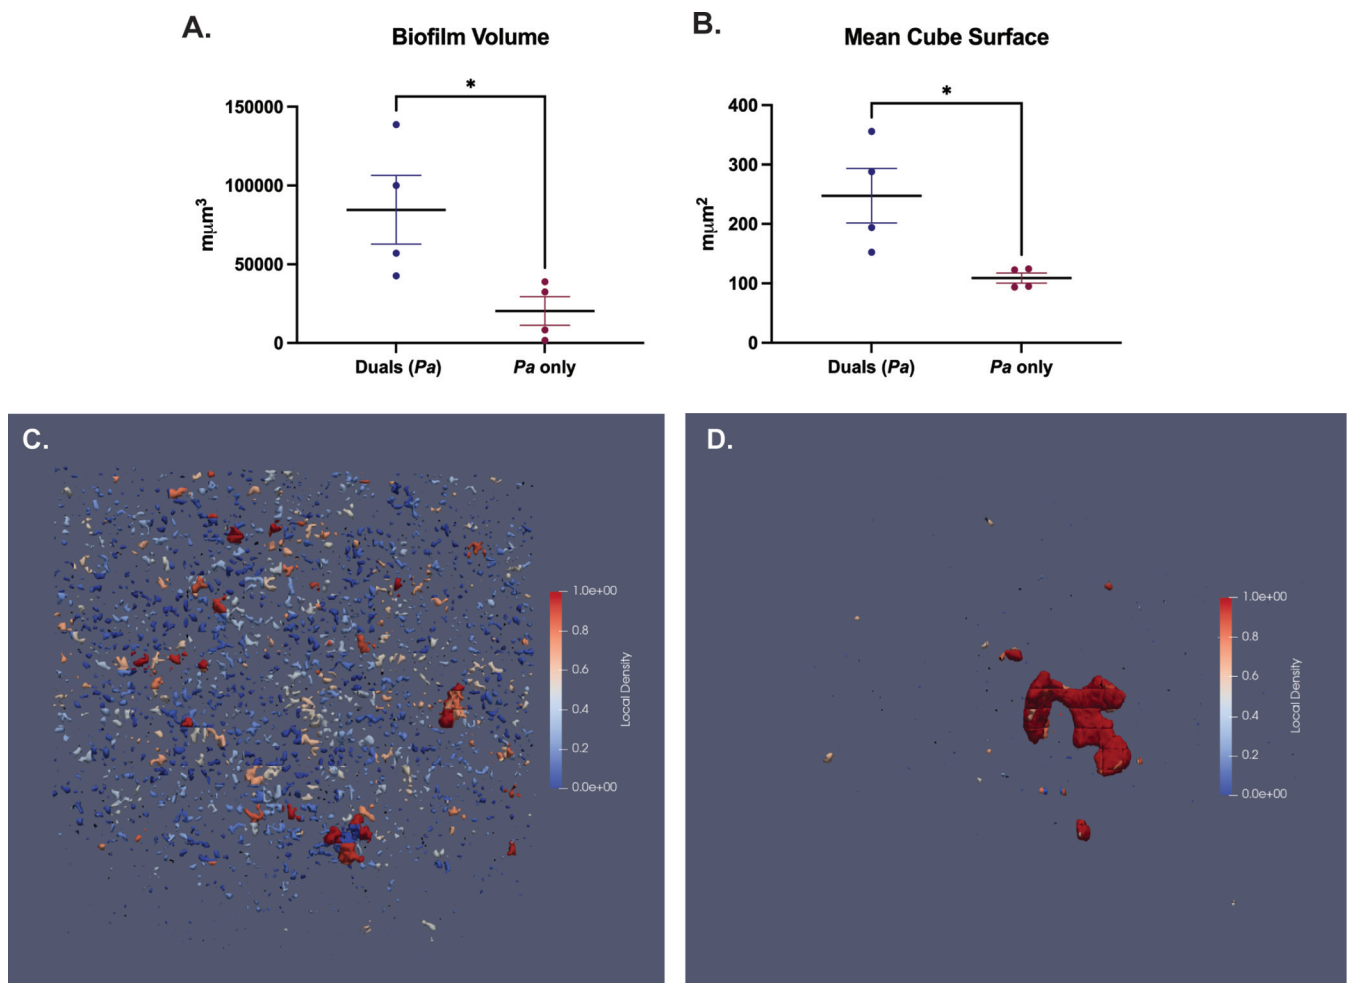 A.
Biofilm Volume
*
150000
100000
50000
0
mμm³
Duals (Pa)
Pa only
B.
Mean Cube Surface
*
400
300
200
100
0
mμm²
Duals (Pa)
Pa only
C.
1.0e+00
0.8
0.6
0.4
0.2
0.0e+00
Local Density
D.
1.0e+00
0.8
0.6
0.4
0.2
0.0e+00
Local Density